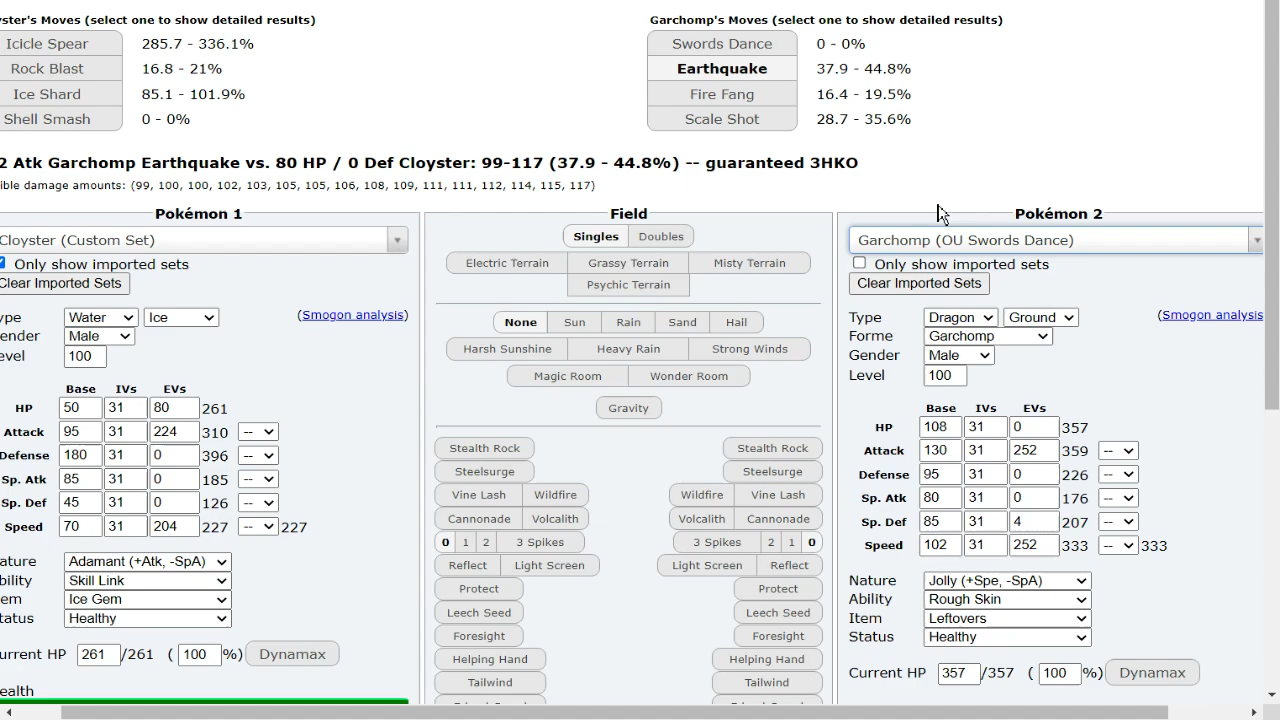 yster's Moves (select one to show detailed results)
Garchomp's Moves (select one to show detailed results)
Icicle Spear 285.7 - 336.1%
Swords Dance 0 - 0%
Rock Blast 16.8 - 21%
Earthquake 37.9 - 44.8%
Ice Shard 85.1 - 101.9%
Fire Fang 16.4 - 19.5%
Shell Smash 0 - 0%
Scale Shot 28.7 - 35.6%
2 Atk Garchomp Earthquake vs. 80 HP / 0 Def Cloyster: 99-117 (37.9 - 44.8%) -- guaranteed 3HKO
ible damage amounts: (99, 100, 100, 102, 103, 105, 105, 106, 108, 109, 111, 111, 112, 114, 115, 117)
Pokémon 1
Cloyster (Custom Set)
Only show imported sets
Clear Imported Sets
ype Water Ice (Smogon analysis)
ender Male
evel 100
Base IVs EVs
HP 50 31 80 261
Attack 95 31 224 310 --
Defense 180 31 0 396 --
Sp. Atk 85 31 0 185 --
Sp. Def 45 31 0 126 --
Speed 70 31 204 227 -- 227
ature Adamant (+Atk, -SpA)
bility Skill Link
em Ice Gem
tatus Healthy
urrent HP 261 /261 ( 100 %) Dynamax
ealth
Field
Singles Doubles
Electric Terrain Grassy Terrain Misty Terrain
Psychic Terrain
None Sun Rain Sand Hail
Harsh Sunshine Heavy Rain Strong Winds
Magic Room Wonder Room
Gravity
Stealth Rock Stealth Rock
Steelsurge Steelsurge
Vine Lash Wildfire Wildfire Vine Lash
Cannonade Volcalith Volcalith Cannonade
0 1 2 3 Spikes 3 Spikes 2 1 0
Reflect Light Screen Light Screen Reflect
Protect Protect
Leech Seed Leech Seed
Foresight Foresight
Helping Hand Helping Hand
Tailwind Tailwind
Pokémon 2
Garchomp (OU Swords Dance)
Only show imported sets
Clear Imported Sets
Type Dragon Ground (Smogon analysis
Forme Garchomp
Gender Male
Level 100
Base IVs EVs
HP 108 31 0 357
Attack 130 31 252 359 --
Defense 95 31 0 226 --
Sp. Atk 80 31 0 176 --
Sp. Def 85 31 4 207 --
Speed 102 31 252 333 -- 333
Nature Jolly (+Spe, -SpA)
Ability Rough Skin
Item Leftovers
Status Healthy
Current HP 357 /357 ( 100 %) Dynamax